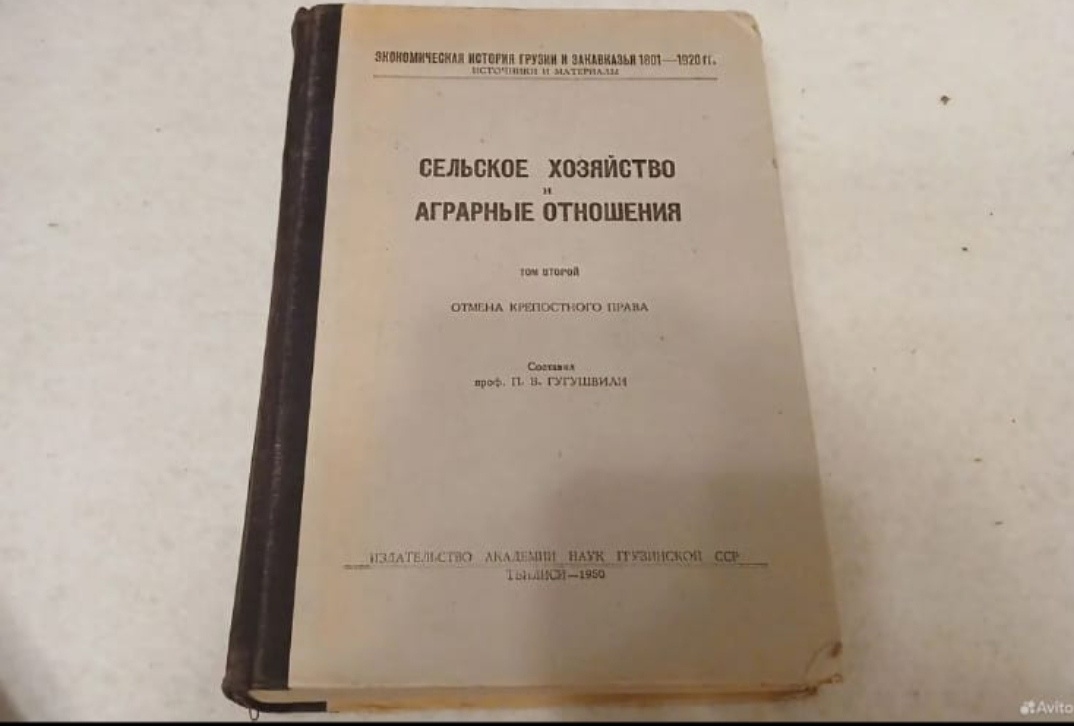 ЭКОНОМИЧЕСКАЯ ИСТОРИЯ ГРУЗИИ И ЗАКАВКАЗЬЯ 1801—1920 ГГ.
ИСТОЧНИКИ И МАТЕРИАЛЫ
СЕЛЬСКОЕ ХОЗЯЙСТВО
И
АГРАРНЫЕ ОТНОШЕНИЯ
ТОМ ВТОРОЙ
ОТМЕНА КРЕПОСТНОГО ПРАВА
Составил
проф. П. В. ГУГУШВИЛИ
ИЗДАТЕЛЬСТВО АКАДЕМИИ НАУК ГРУЗИНСКОЙ ССР
ТБИЛИСИ—1950
Avito